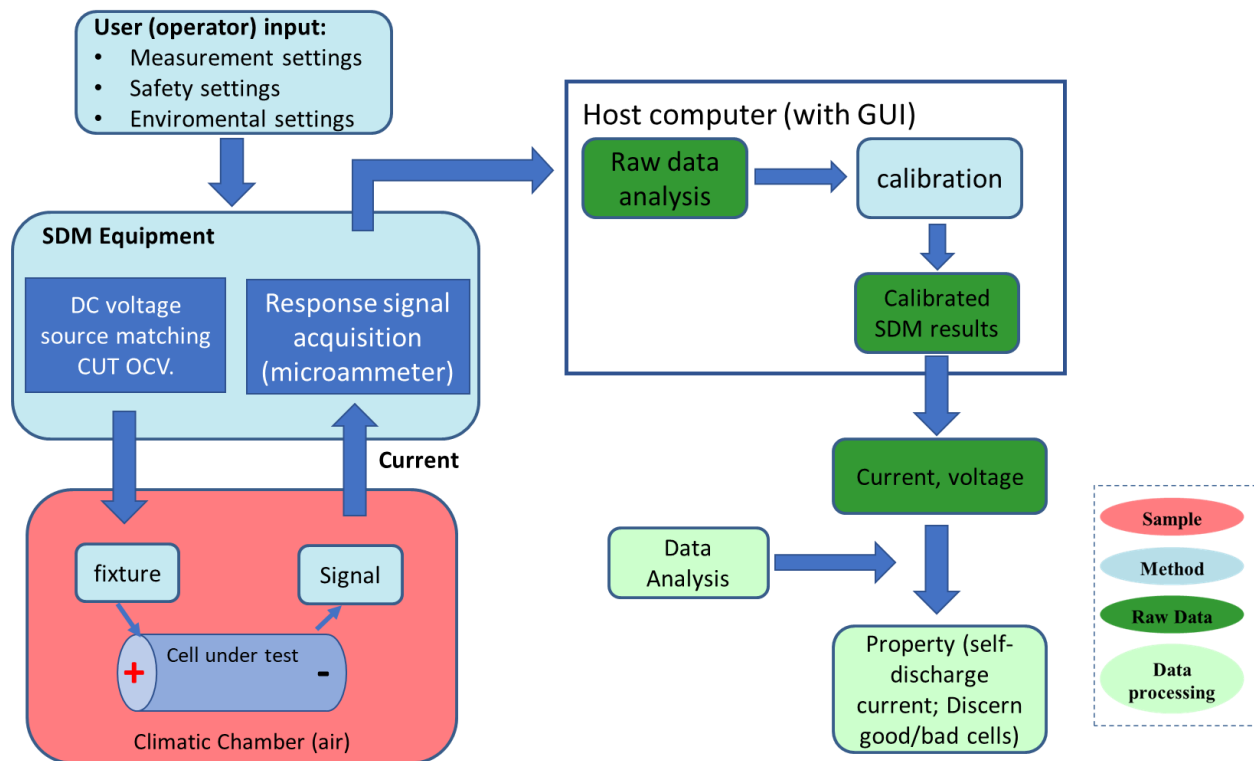 User (operator) input:
• Measurement settings
• Safety settings
• Enviromental settings
SDM Equipment
DC voltage
source matching
CUT OCV.
Response signal
acquisition
(microammeter)
Current
fixture
Signal
Cell under test
+
-
Climatic Chamber (air)
Host computer (with GUI)
Raw data
analysis
calibration
Calibrated
SDM results
Current, voltage
Data
Analysis
Property (self-
discharge
current; Discern
good/bad cells)
Sample
Method
Raw Data
Data
processing